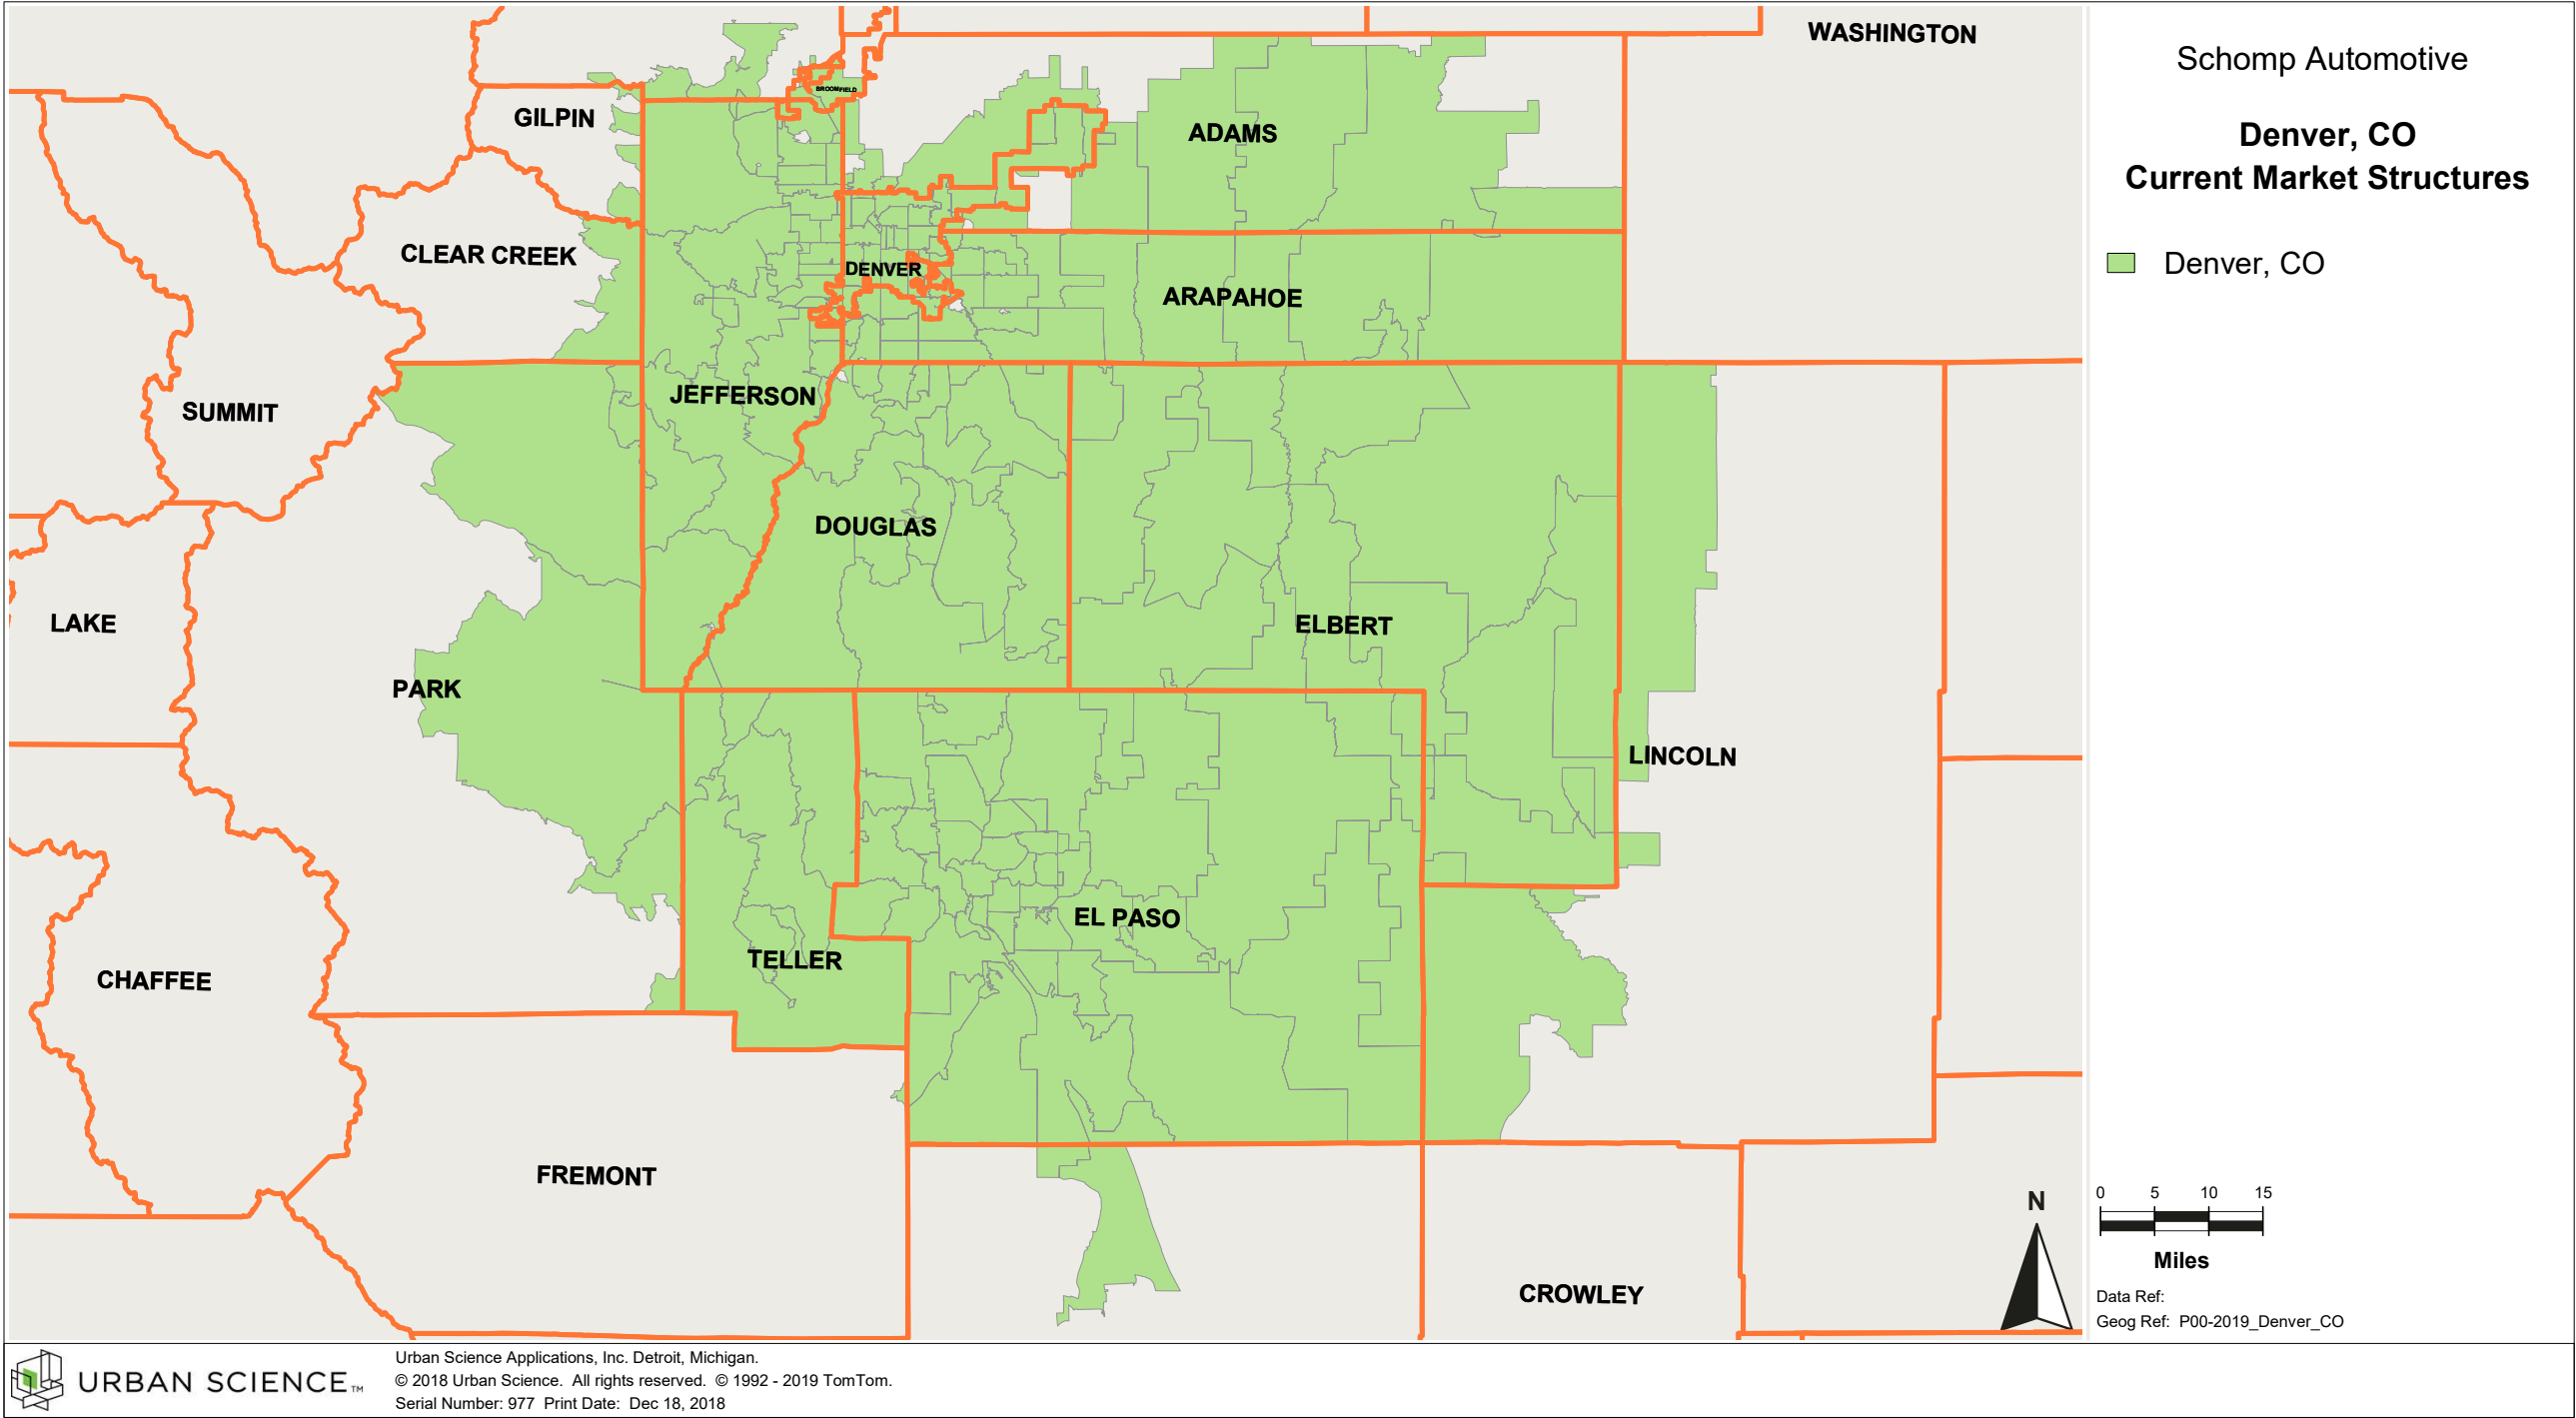 WASHINGTON
GILPIN
BROOMFIELD
ADAMS
CLEAR CREEK
DENVER
ARAPAHOE
JEFFERSON
SUMMIT
DOUGLAS
LAKE
ELBERT
PARK
LINCOLN
EL PASO
TELLER
CHAFFEE
FREMONT
CROWLEY
N
Schomp Automotive
Denver, CO
Current Market Structures
Denver, CO
0 5 10 15
Miles
Data Ref:
Geog Ref: P00-2019_Denver_CO
URBAN SCIENCE™
Urban Science Applications, Inc. Detroit, Michigan.
© 2018 Urban Science. All rights reserved. © 1992 - 2019 TomTom.
Serial Number: 977 Print Date: Dec 18, 2018